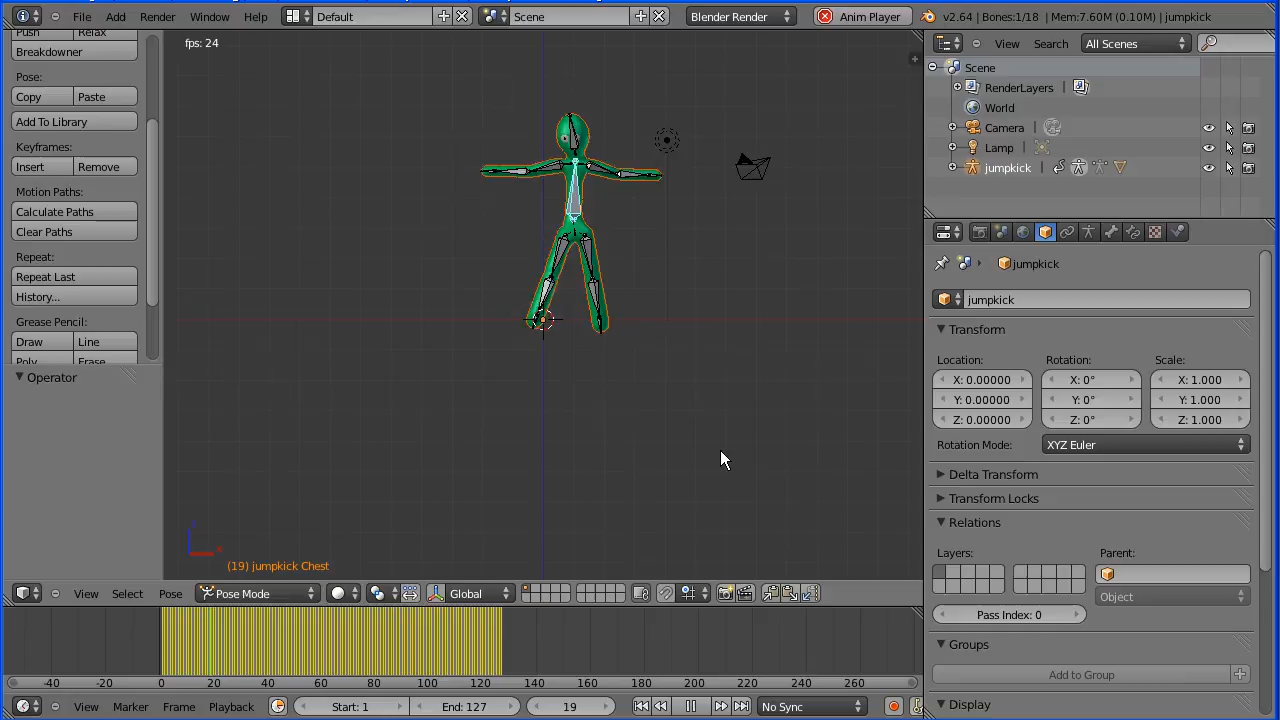 File Add Render Window Help Default Scene Blender Render Anim Player v2.64 | Bones:1/18 | Mem:7.60M (0.10M) | jumpkick
Push Relax
Breakdowner
Pose:
Copy Paste
Add To Library
Keyframes:
Insert Remove
Motion Paths:
Calculate Paths
Clear Paths
Repeat:
Repeat Last
History...
Grease Pencil:
Draw Line
Poly Erase
Operator
fps: 24
(19) jumpkick Chest
View Select Pose Pose Mode Global
-40 -20 0 20 40 60 80 100 120 140 160 180 200 220 240 260
View Marker Frame Playback Start: 1 End: 127 19 No Sync
View Search All Scenes
Scene
RenderLayers
World
Camera
Lamp
jumpkick
jumpkick
jumpkick
Transform
Location: Rotation: Scale:
X: 0.00000 X: 0° X: 1.000
Y: 0.00000 Y: 0° Y: 1.000
Z: 0.00000 Z: 0° Z: 1.000
Rotation Mode: XYZ Euler
Delta Transform
Transform Locks
Relations
Layers: Parent:
Object
Pass Index: 0
Groups
Add to Group
Display